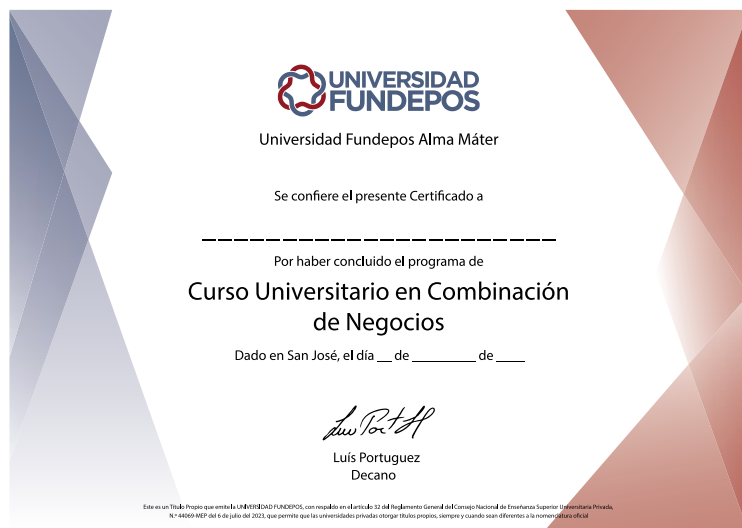 UNIVERSIDAD
FUNDEPOS
Universidad Fundepos Alma Máter
Se confiere el presente Certificado a
Por haber concluido el programa de
Curso Universitario en Combinación
de Negocios
Dado en San José, el día __ de ________ de ____
Luís Portuguez
Decano
Este es un Título Propio que emite la UNIVERSIDAD FUNDEPOS, con respaldo en el artículo 32 del Reglamento General del Consejo Nacional de Enseñanza Superior Universitaria Privada,
N.º 44069-MEP del 6 de julio del 2023, que permite que las universidades privadas otorgar títulos propios, siempre y cuando sean diferentes a la nomenclatura oficial